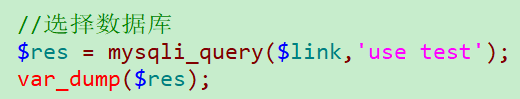 //选择数据库
$res = mysqli_query($link,'use test');
var_dump($res);